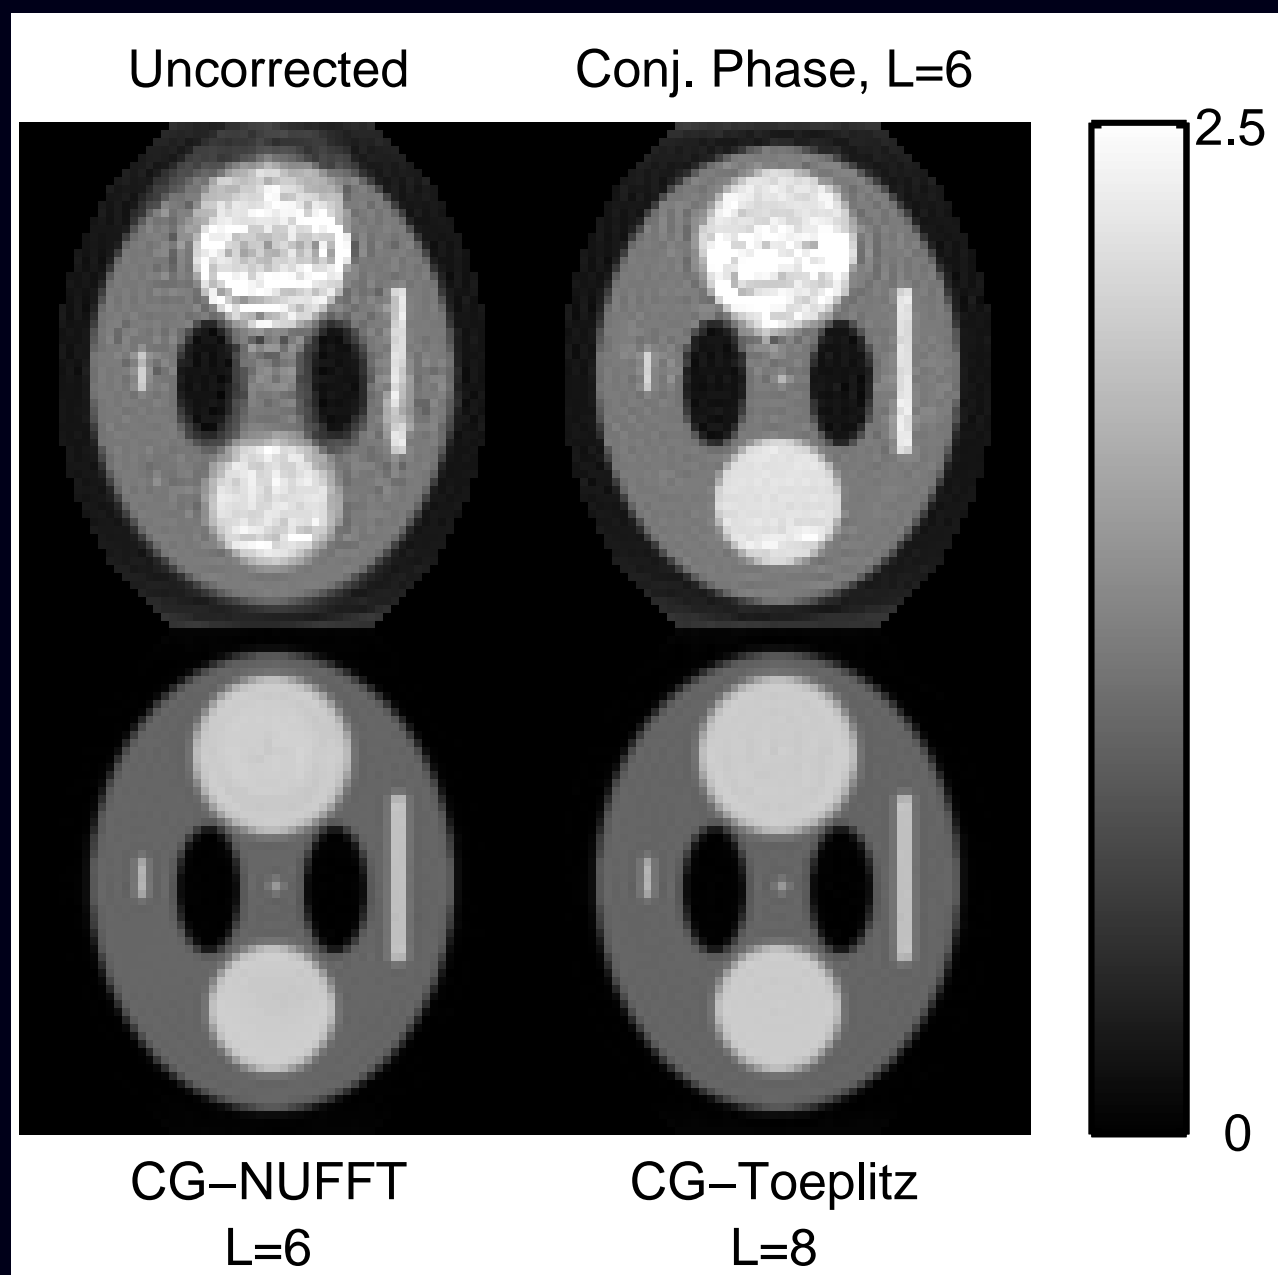 Uncorrected
Conj. Phase, L=6
2.5
0
CG–NUFFT
L=6
CG–Toeplitz
L=8